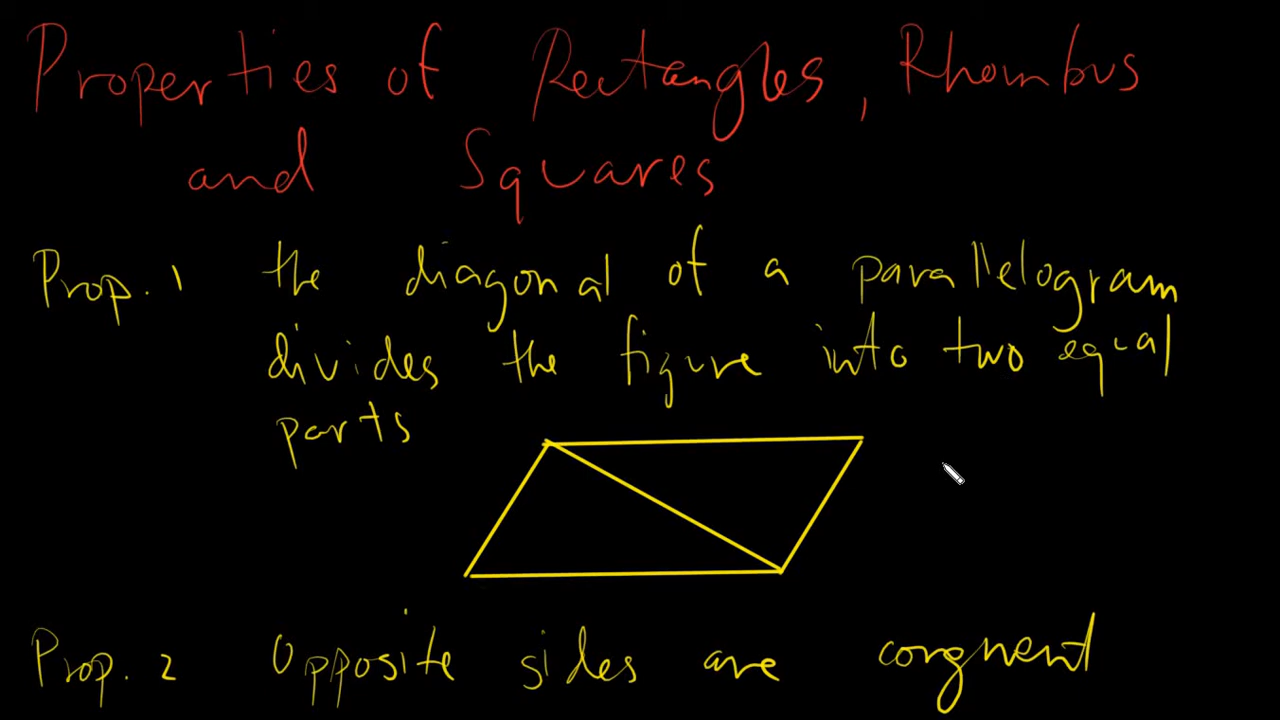 Properties of Rectangles, Rhombus
and Squares
Prop. 1 the diagonal of a parallelogram
divides the figure into two equal
parts
Prop. 2 Opposite sides are corgnent